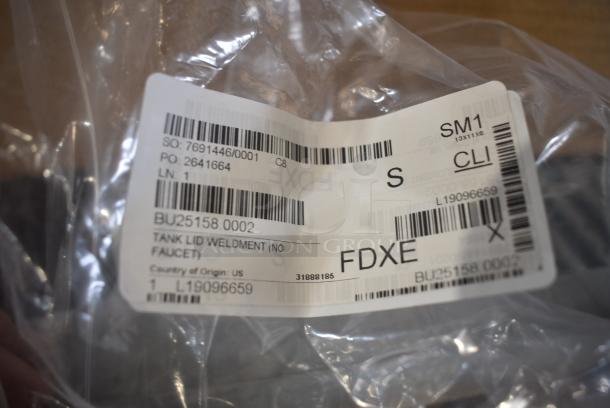 SO: 7691446/0001 C8
PO: 2641664
LN: 1
BU25158.0002
TANK LID WELDMENT (NO
FAUCET)
Country of Origin: US
31888185
1 L19096659
S
FDXE
SM1
13X11X6
CLI
L19096659
X
BU25158.0002